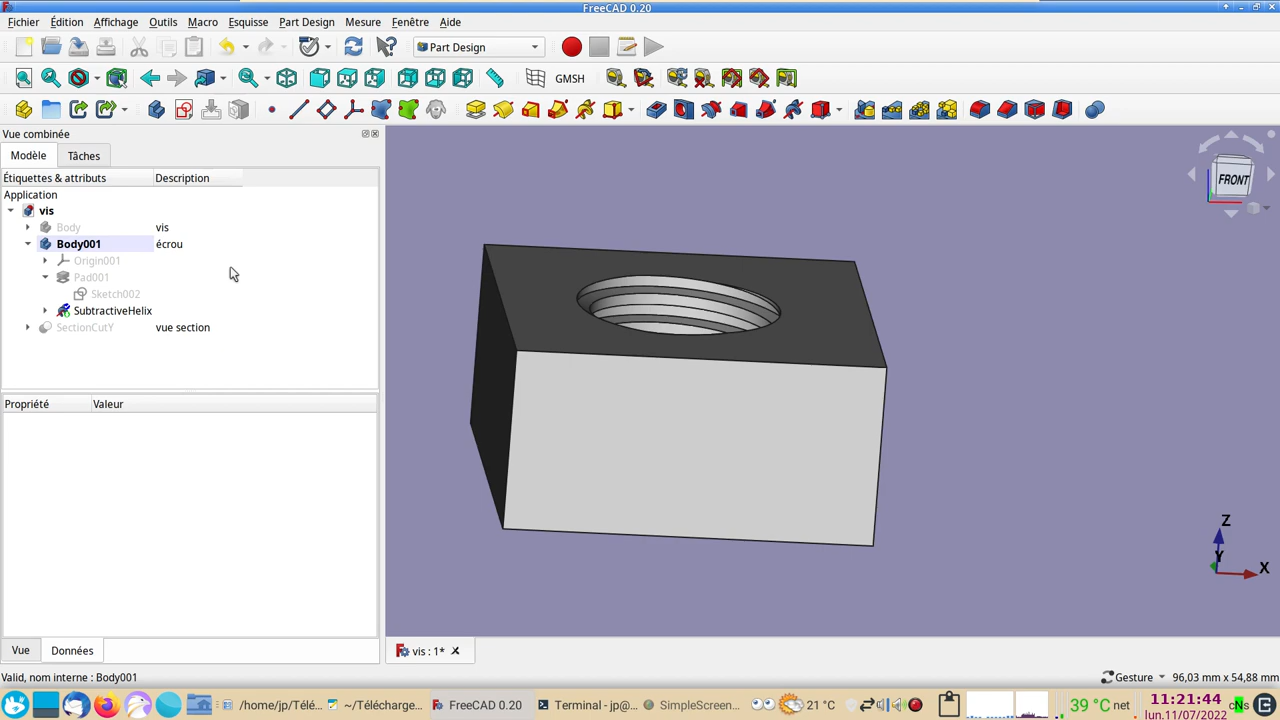 FreeCAD 0.20
Fichier Édition Affichage Outils Macro Esquisse Part Design Mesure Fenêtre Aide
Part Design
GMSH
Vue combinée
Modèle Tâches
Étiquettes & attributs Description
Application
vis
Body vis
Body001 écrou
Origin001
Pad001
Sketch002
SubtractiveHelix
SectionCutY vue section
Propriété Valeur
FRONT
Z
Y
X
Vue Données
vis : 1*
Valid, nom interne : Body001
Gesture 96,03 mm x 54,88 mm
/home/jp/Télé... ~/Télécharge... FreeCAD 0.20 Terminal - jp@... SimpleScreen... 21 °C 39 °C net 11:21:44
lun.11/07/2022
cNs